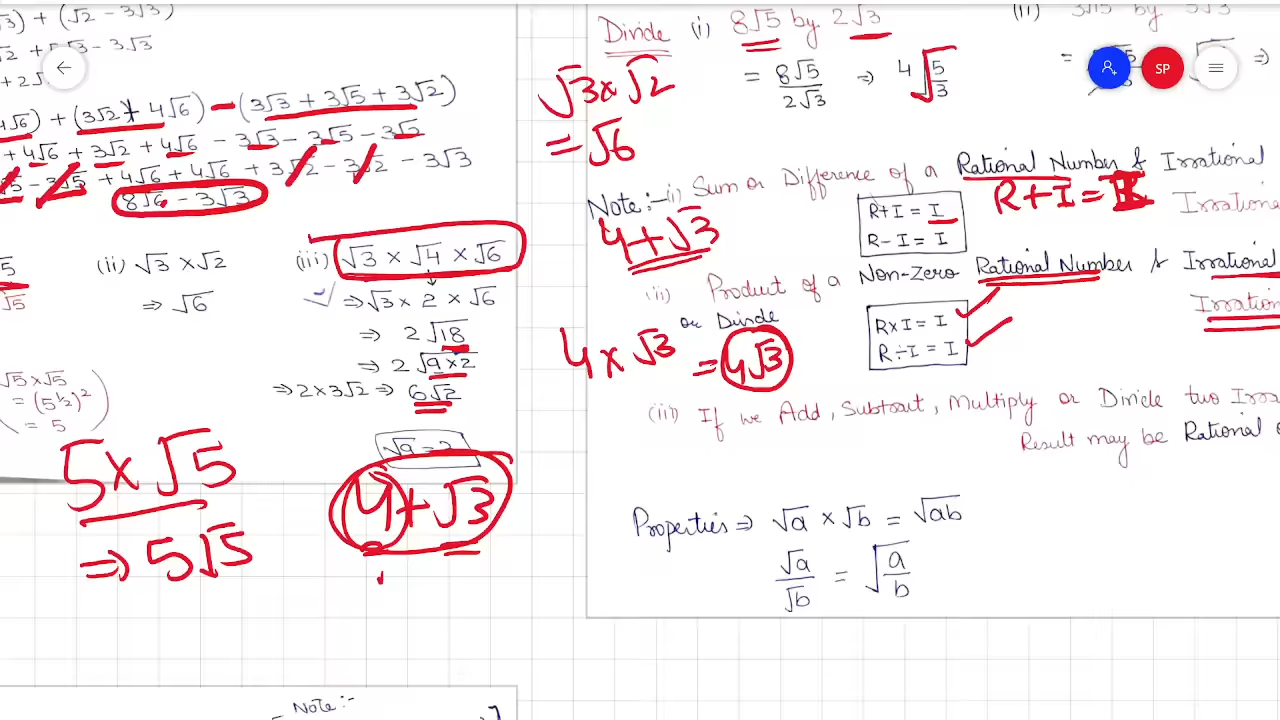 √3) + (√3)
√2 + 5√3 - 3√3
+ 2√
4√6) + (3√2 + 4√6) - (3√3 + 3√5 + 3√2)
+ 4√6 + 3√2 + 4√6 - 3√3 - 3√5 - 3√2
- 3√5 + 4√6 + 4√6 + 3√2 - 3√2 - 3√3
8√6 - 3√3
√5
√5
(ii) √3 × √2
⇒ √6
(iii) √3 × √4 × √6
⇒ √3 × 2 × √6
⇒ 2√18
⇒ 2√9×2
⇒ 2×3√2 ⇒ 6√2
√5 × √5
= (5^½)²
= 5
5×√5
⇒ 5√5
4+√3
Note:-
Divide (i) 8√5 by 2√3
= 8√5/2√3 ⇒ 4√5/3
(ii) 3√15 by
SP
√3×√2
= √6
Note:- (i) Sum or Difference of a Rational Number & Irrational
R+I = I
R-I = I
R+I=
Irration
4+√3
(ii) Product of a Non-Zero Rational Number & Irrational
or Divide
R×I = I
R÷I = I
Irration
4×√3 = 4√3
(iii) If we Add, Subtract, Multiply or Divide two Irra
Result may be Rational o
Properties ⇒ √a × √b = √ab
√a/√b = √a/b